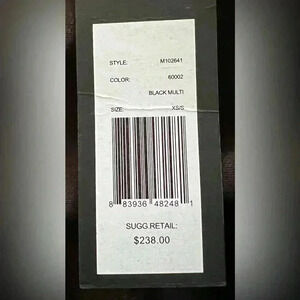 STYLE: M102641
COLOR: 60002
BLACK MULTI
SIZE: XS/S
8 83936 48248 1
SUGG.RETAIL:
$238.00